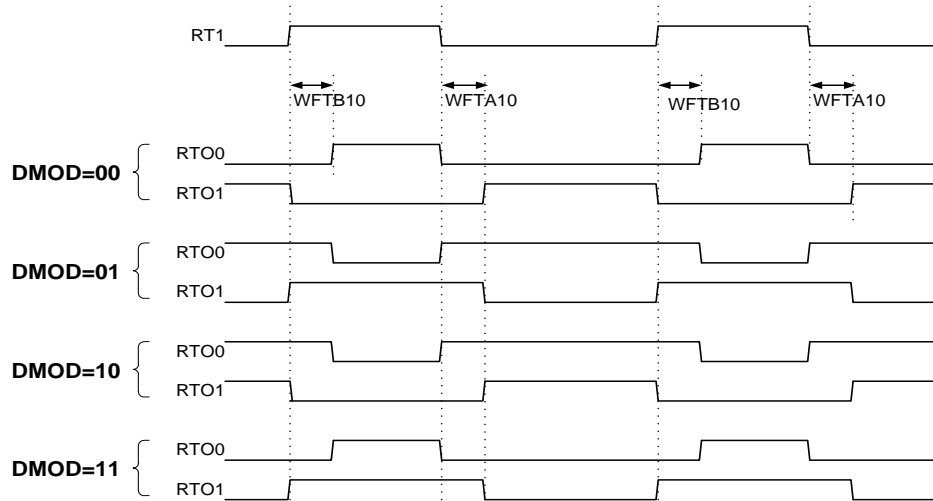 RT1
WFTB10 WFTA10 WFTB10 WFTA10
DMOD=00
RTO0
RTO1
DMOD=01
RTO0
RTO1
DMOD=10
RTO0
RTO1
DMOD=11
RTO0
RTO1